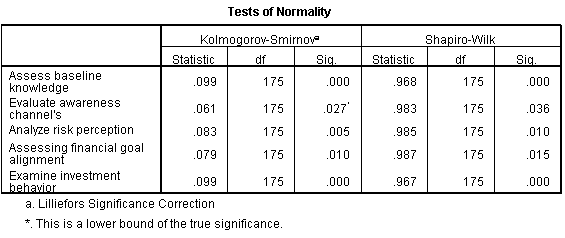 Tests of Normality
Kolmogorov-Smirnovᵃ Shapiro-Wilk
Statistic df Sig. Statistic df Sig.
Assess baseline
knowledge .099 175 .000 .968 175 .000
Evaluate awareness
channel's .061 175 .027* .983 175 .036
Analyze risk perception .083 175 .005 .985 175 .010
Assessing financial goal
alignment .079 175 .010 .987 175 .015
Examine investment
behavior .099 175 .000 .967 175 .000
a. Lilliefors Significance Correction
*. This is a lower bound of the true significance.